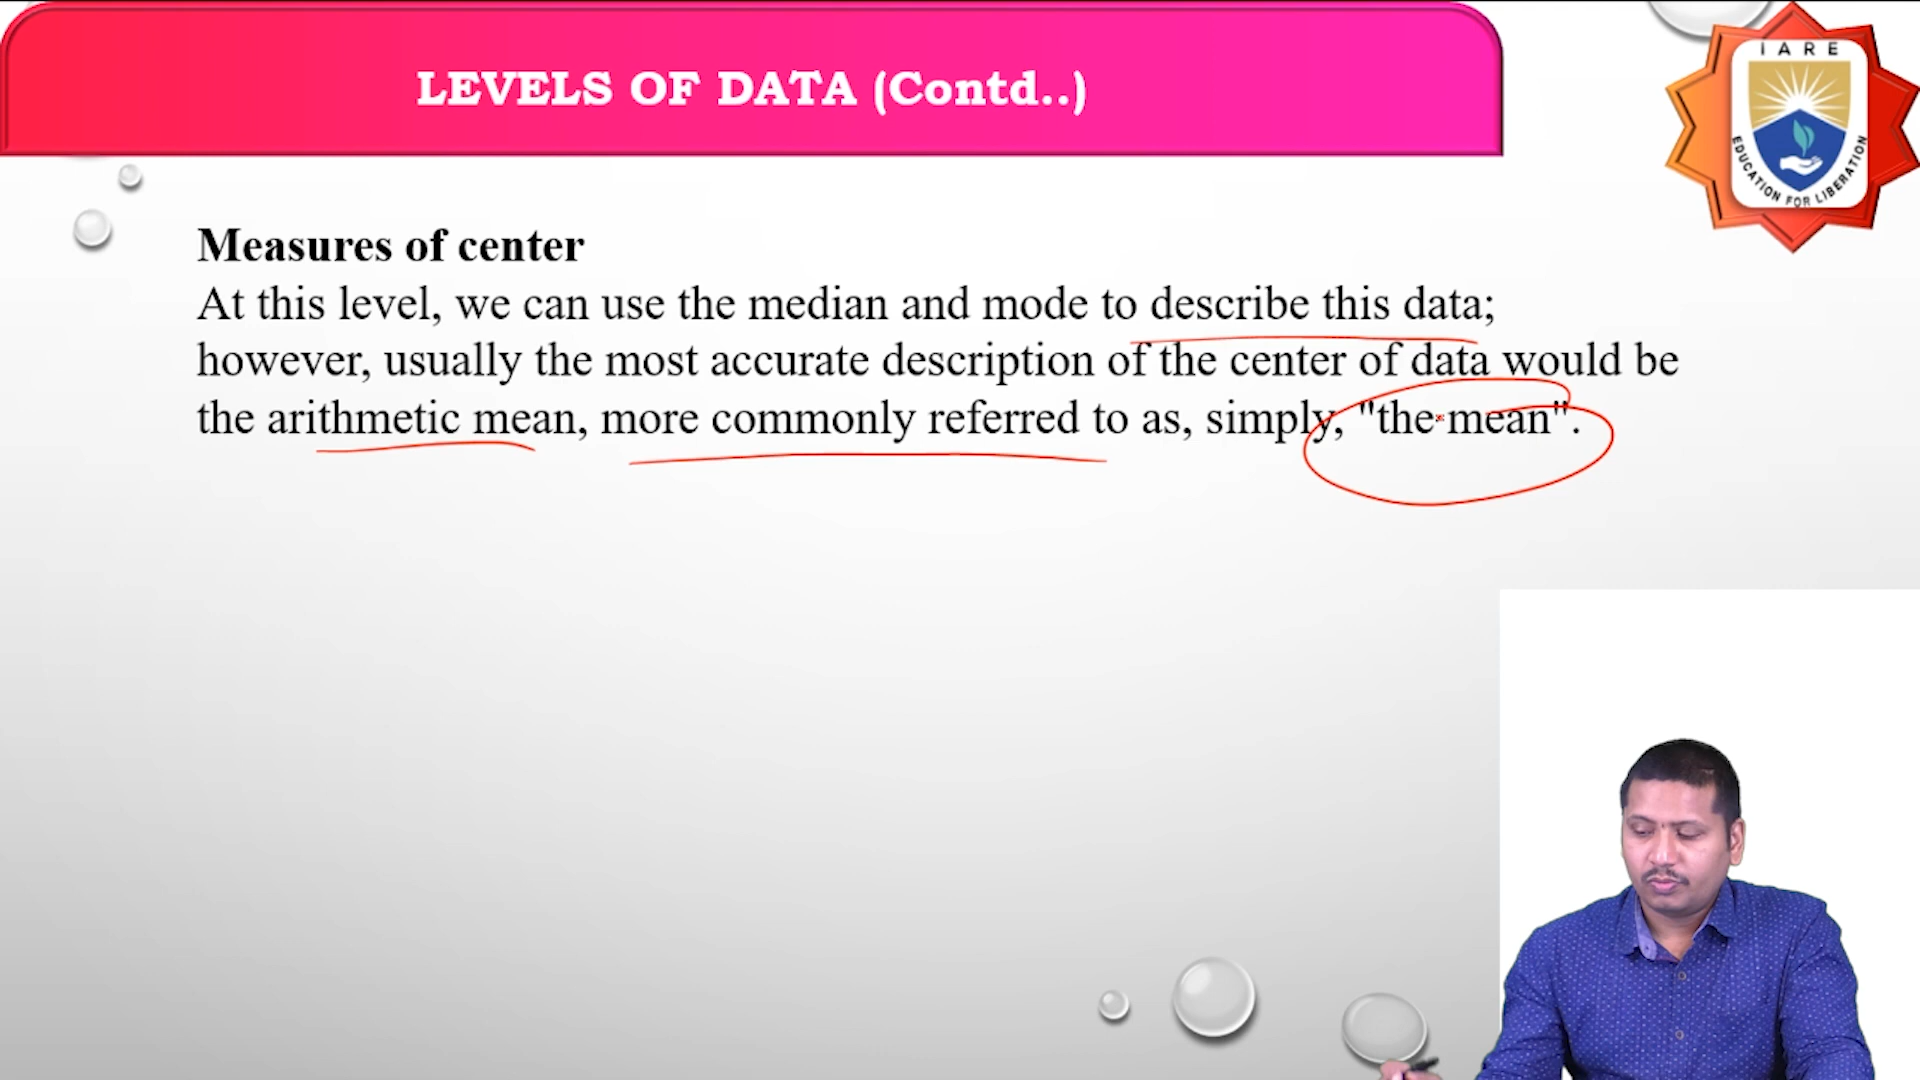 LEVELS OF DATA (Contd..)
IARE
EDUCATION FOR LIBERATION
Measures of center
At this level, we can use the median and mode to describe this data;
however, usually the most accurate description of the center of data would be
the arithmetic mean, more commonly referred to as, simply, "the mean".